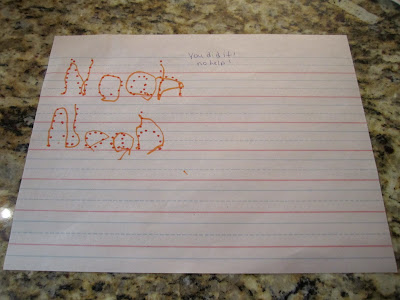 you did it!
no help!
Noah
Noah